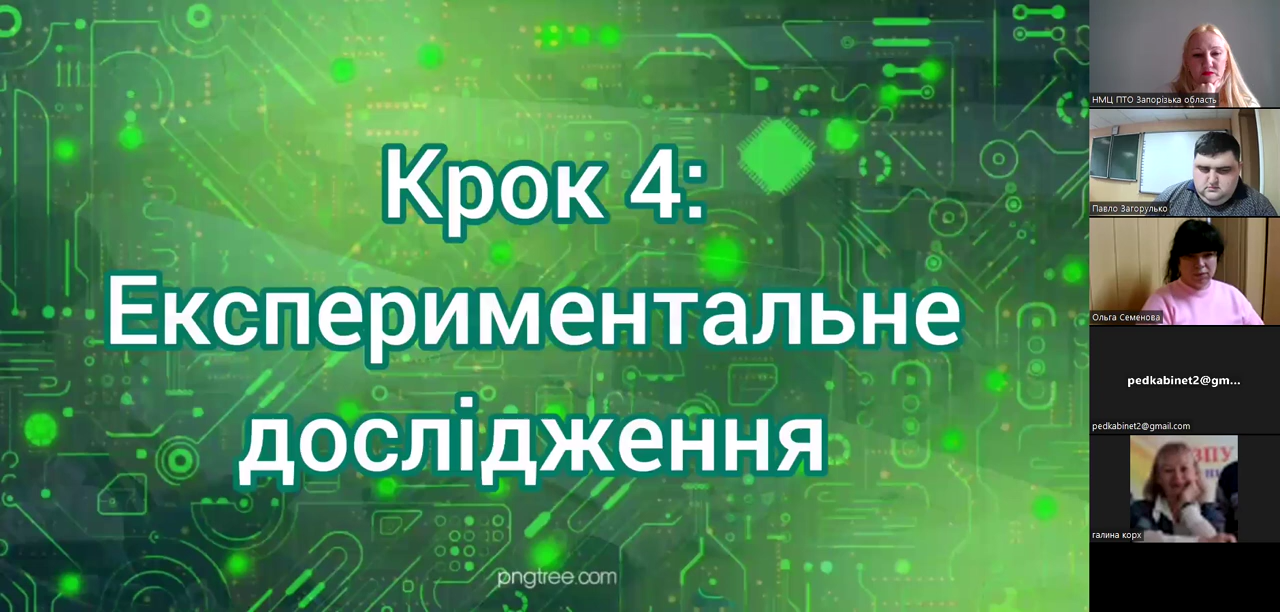 Крок 4:
Експериментальне
дослідження
pngtree.com
НМЦ ПТО Запорізька область
Павло Загорулько
Ольга Семенова
pedkabinet2@gm...
pedkabinet2@gmail.com
ЗПУ
галина корх